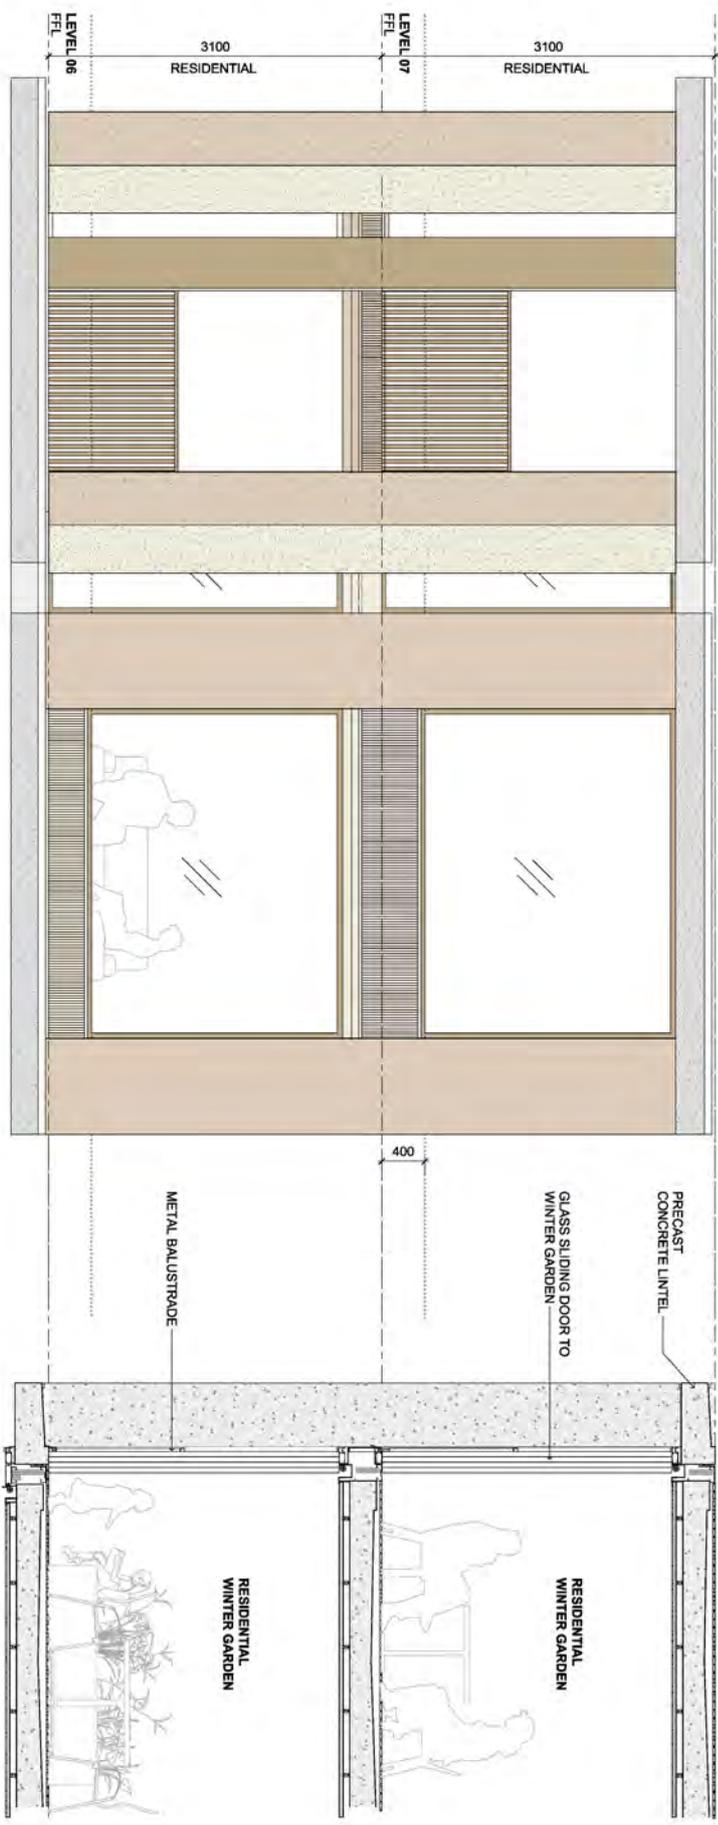 LEVEL 06
FFL
3100
RESIDENTIAL
LEVEL 07
FFL
3100
RESIDENTIAL
400
PRECAST
CONCRETE LINTEL
GLASS SLIDING DOOR TO
WINTER GARDEN
METAL BALUSTRADE
RESIDENTIAL
WINTER GARDEN
RESIDENTIAL
WINTER GARDEN